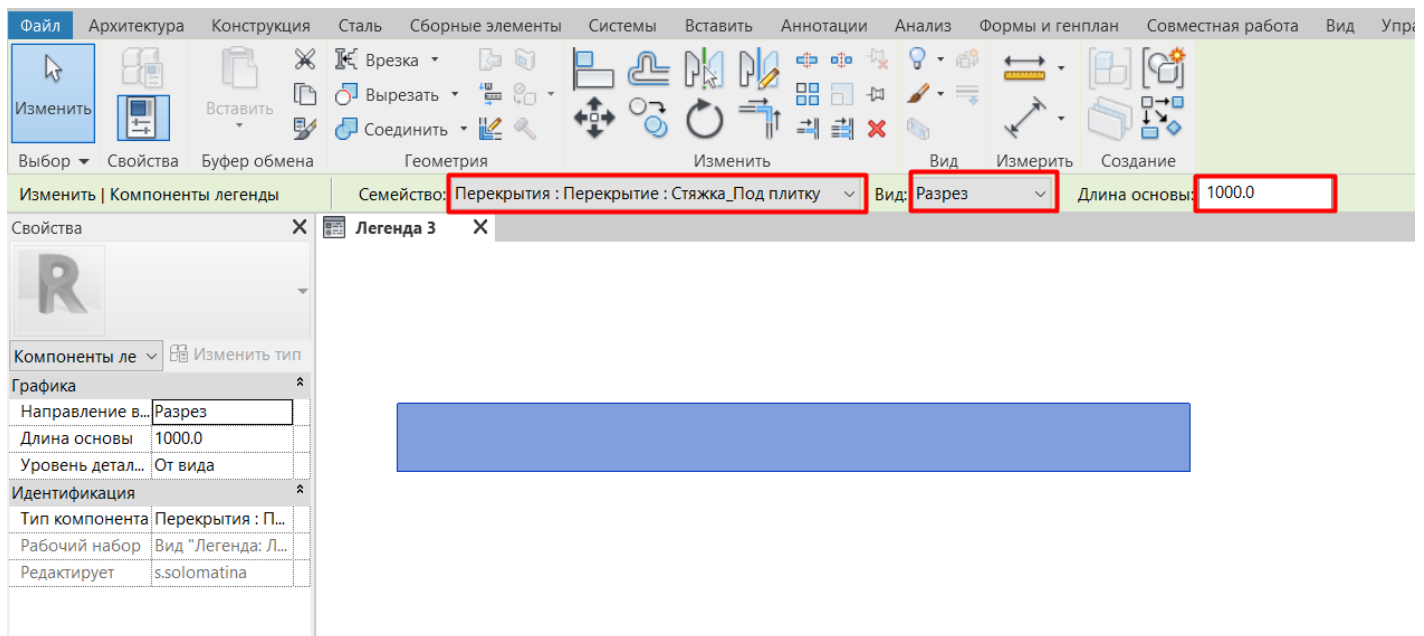 Файл Архитектура Конструкция Сталь Сборные элементы Системы Вставить Аннотации Анализ Формы и генплан Совместная работа Вид Упра
Врезка
Изменить Вставить Вырезать
Соединить
Выбор Свойства Буфер обмена Геометрия Изменить Вид Измерить Создание
Изменить | Компоненты легенды Семейство: Перекрытия : Перекрытие : Стяжка_Под плитку Вид: Разрез Длина основы: 1000.0
Свойства X Легенда 3 X
R
Компоненты ле Изменить тип
Графика
Направление в... Разрез
Длина основы 1000.0
Уровень детал... От вида
Идентификация
Тип компонента Перекрытия : П...
Рабочий набор Вид "Легенда: Л...
Редактирует s.solomatina